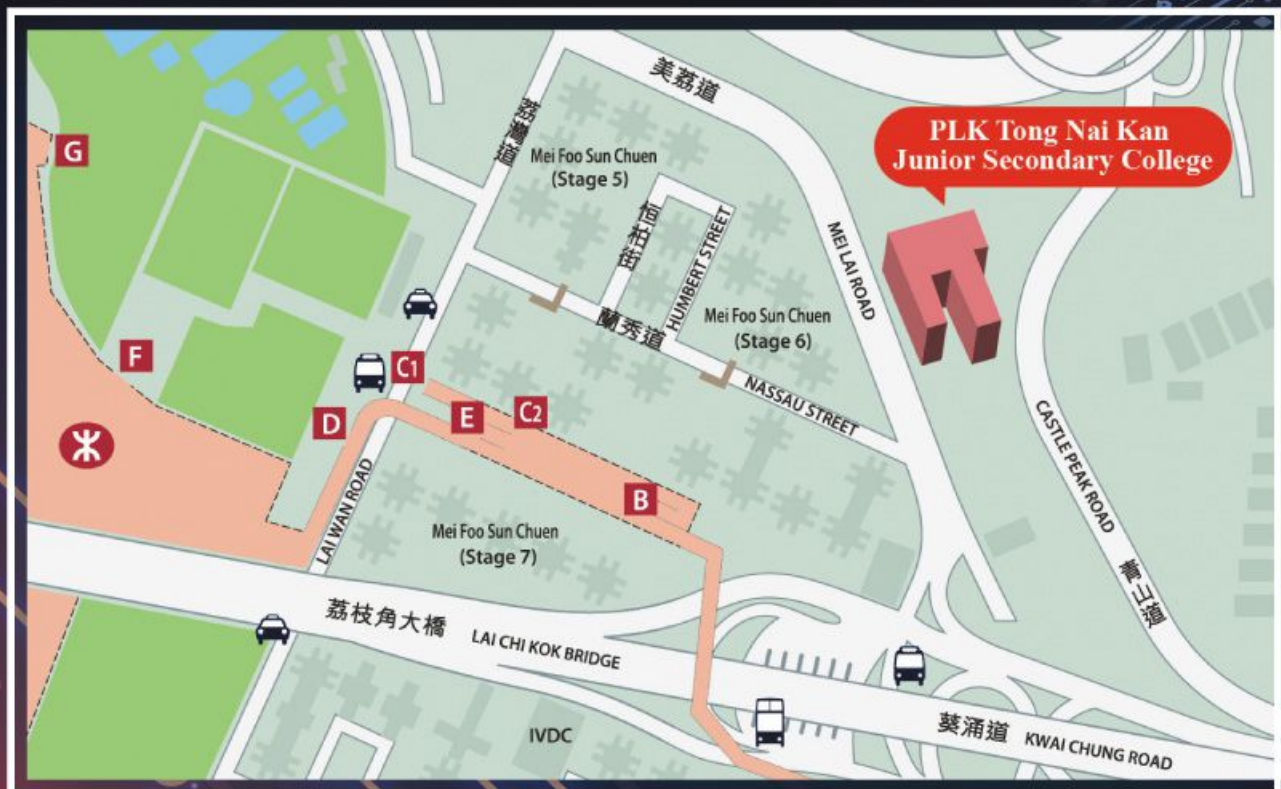 美荔道
PLK Tong Nai Kan
Junior Secondary College
荔灣道
G
Mei Foo Sun Chuen
(Stage 5)
恒祐街
HUMBERT STREET
MEI LAI ROAD
Mei Foo Sun Chuen
(Stage 6)
蘭秀道
NASSAU STREET
F
C1
C2
D
E
CASTLE PEAK ROAD
青山道
B
LAI WAN ROAD
Mei Foo Sun Chuen
(Stage 7)
荔枝角大橋
LAI CHI KOK BRIDGE
葵涌道
KWAI CHUNG ROAD
IVDC